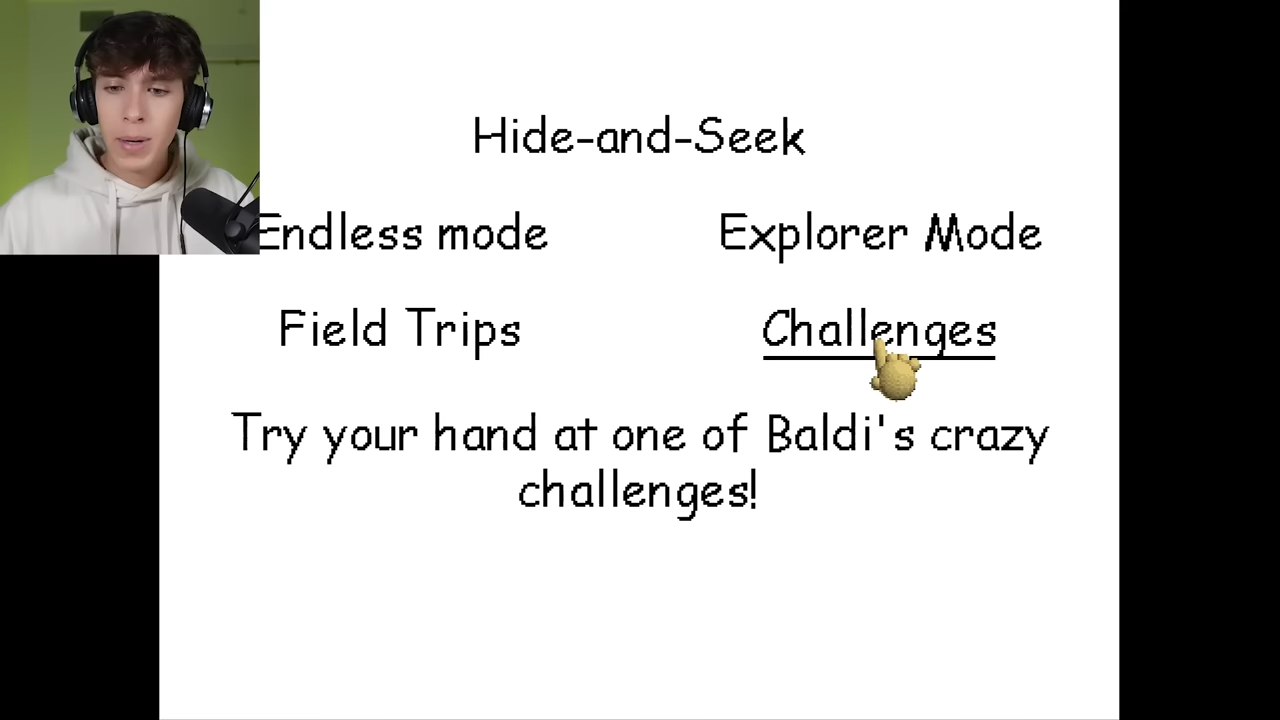 Hide-and-Seek
Endless mode
Explorer Mode
Field Trips
Challenges
Try your hand at one of Baldi's crazy
challenges!